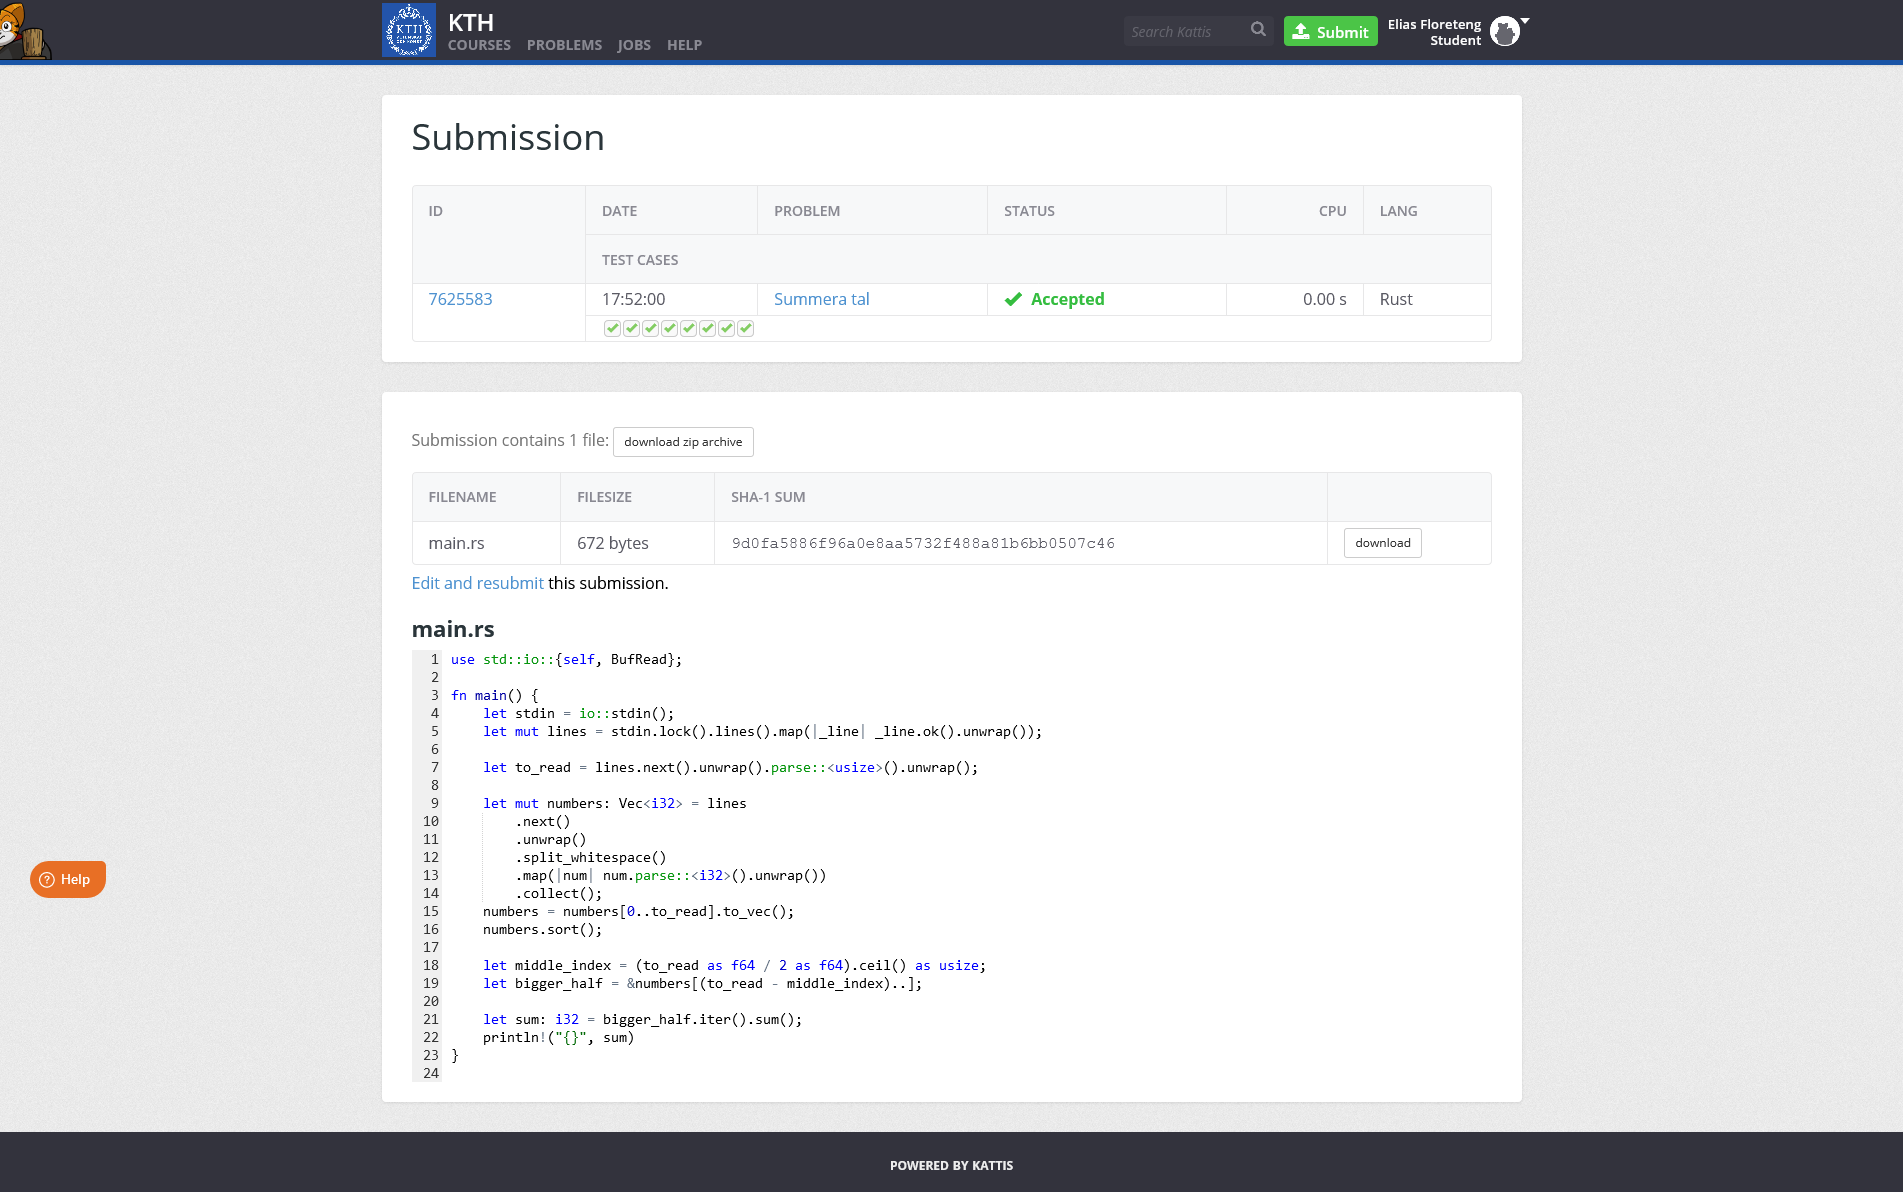 KTH
KTH
COURSES PROBLEMS JOBS HELP
Search Kattis
Submit
Elias Floreteng
Student
Submission
ID DATE PROBLEM STATUS CPU LANG
TEST CASES
7625583 17:52:00 Summera tal Accepted 0.00 s Rust
Submission contains 1 file: download zip archive
FILENAME FILESIZE SHA-1 SUM
main.rs 672 bytes 9d0fa5886f96a0e8aa5732f488a81b6bb0507c46 download
Edit and resubmit this submission.
main.rs
1 use std::io::{self, BufRead};
2
3 fn main() {
4     let stdin = io::stdin();
5     let mut lines = stdin.lock().lines().map(|_line| _line.ok().unwrap());
6
7     let to_read = lines.next().unwrap().parse::<usize>().unwrap();
8
9     let mut numbers: Vec<i32> = lines
10         .next()
11         .unwrap()
12         .split_whitespace()
13         .map(|num| num.parse::<i32>().unwrap())
14         .collect();
15     numbers = numbers[0..to_read].to_vec();
16     numbers.sort();
17
18     let middle_index = (to_read as f64 / 2 as f64).ceil() as usize;
19     let bigger_half = &numbers[(to_read - middle_index)..];
20
21     let sum: i32 = bigger_half.iter().sum();
22     println!("{}", sum)
23 }
24
Help
POWERED BY KATTIS